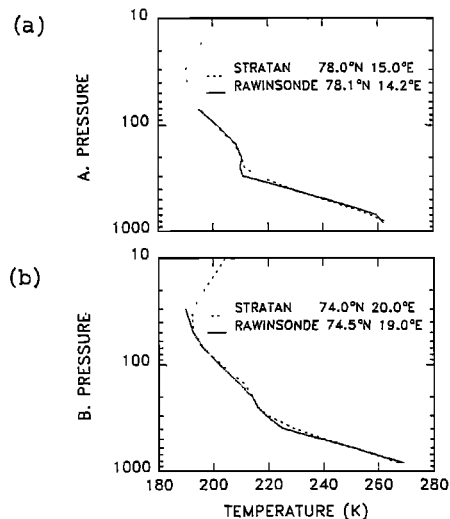 (a)
10
100
1000
A. PRESSURE
STRATAN 78.0°N 15.0°E
RAWINSONDE 78.1°N 14.2°E
(b)
10
100
1000
B. PRESSURE
STRATAN 74.0°N 20.0°E
RAWINSONDE 74.5°N 19.0°E
180 200 220 240 260 280
TEMPERATURE (K)